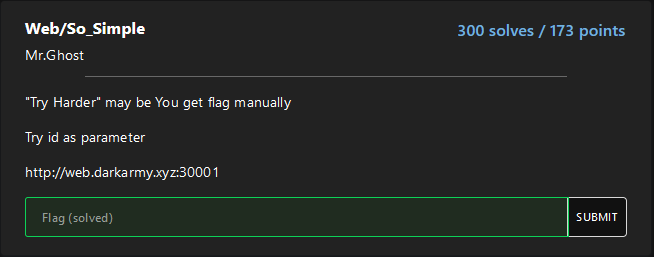 Web/So_Simple
300 solves / 173 points
Mr.Ghost
"Try Harder" may be You get flag manually
Try id as parameter
http://web.darkarmy.xyz:30001
Flag (solved)
SUBMIT